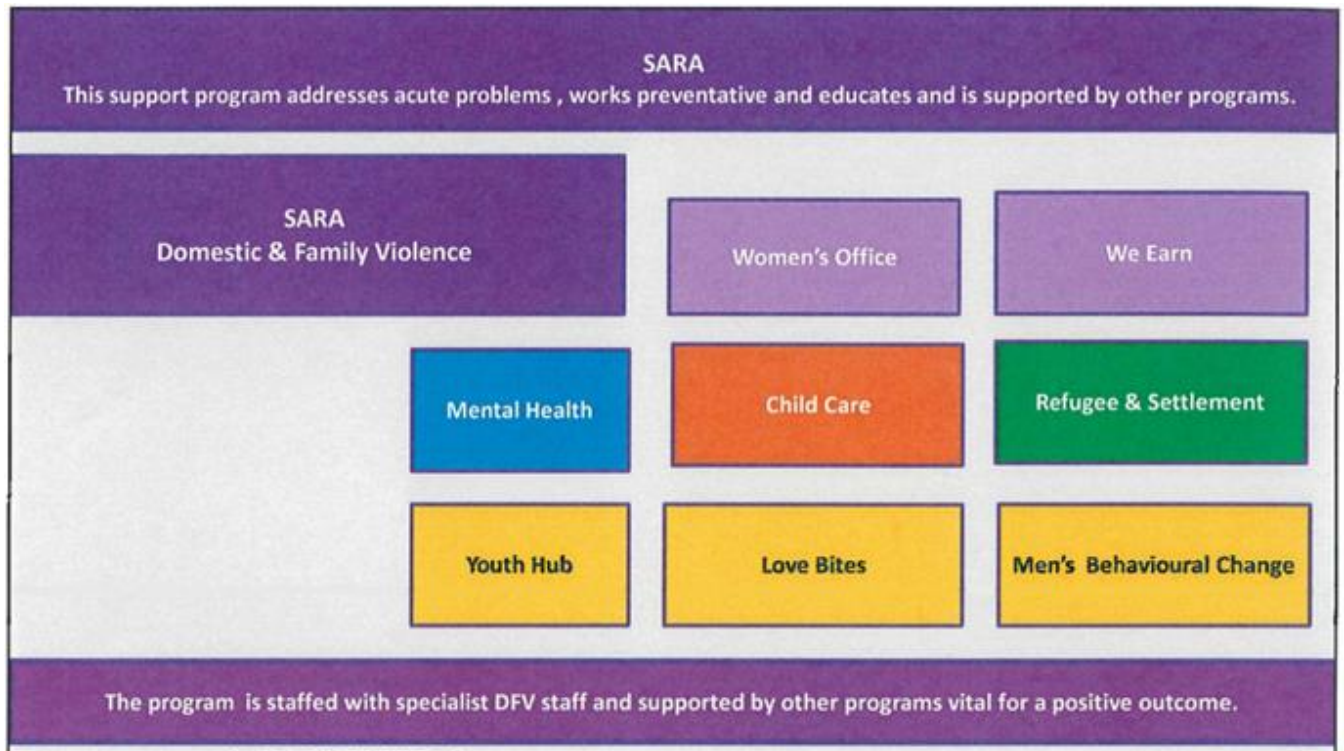 SARA
This support program addresses acute problems , works preventative and educates and is supported by other programs.
SARA
Domestic & Family Violence
Women's Office
We Earn
Mental Health
Child Care
Refugee & Settlement
Youth Hub
Love Bites
Men's Behavioural Change
The program is staffed with specialist DFV staff and supported by other programs vital for a positive outcome.